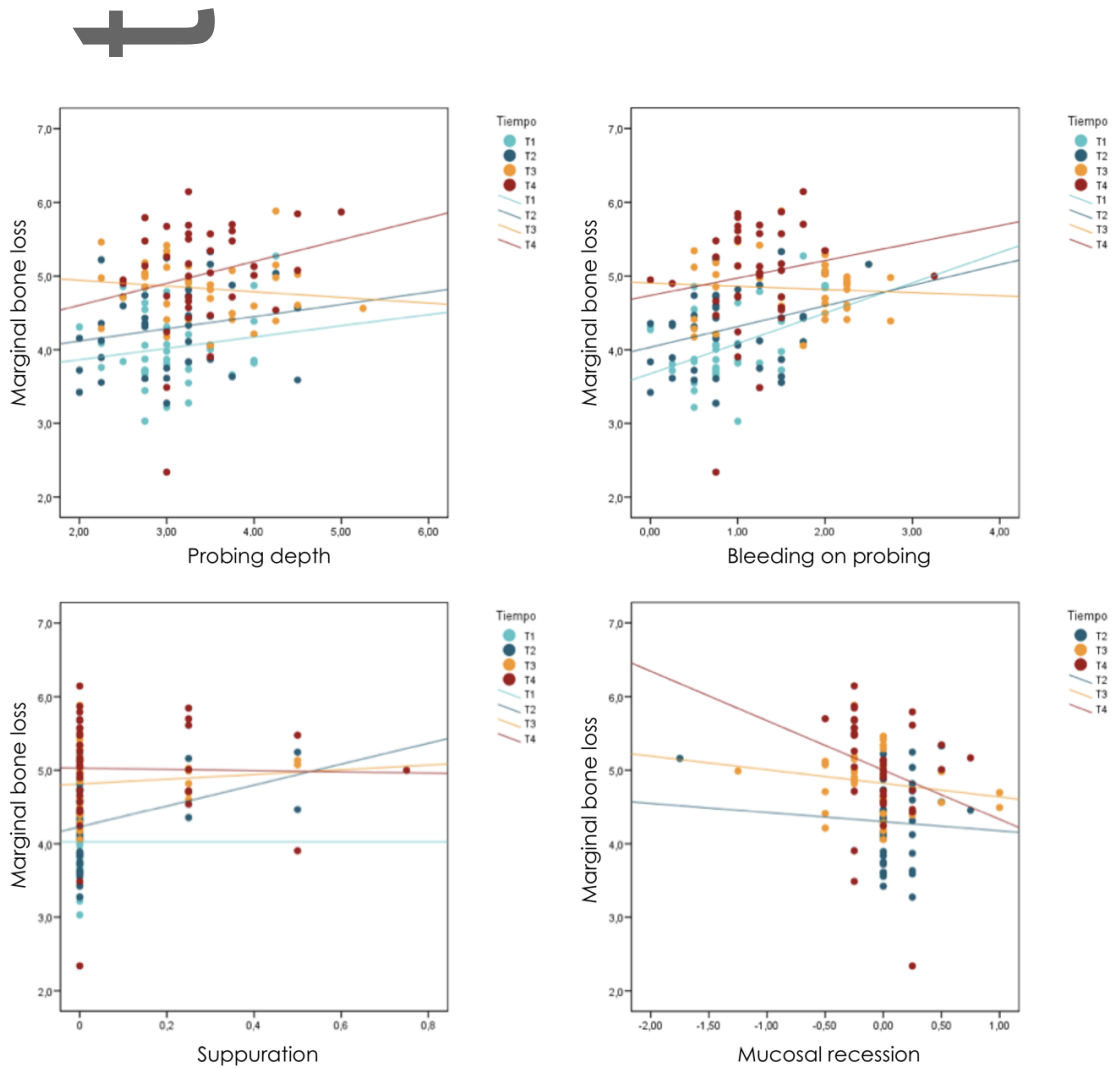 t
Tiempo
T1
T2
T3
T4
T1
T2
T3
T4
7,0
6,0
5,0
4,0
3,0
2,0
Marginal bone loss
2,00 3,00 4,00 5,00 6,00
Probing depth
Tiempo
T1
T2
T3
T4
T1
T2
T3
T4
7,0
6,0
5,0
4,0
3,0
2,0
Marginal bone loss
0,00 1,00 2,00 3,00 4,00
Bleeding on probing
Tiempo
T1
T2
T3
T4
T1
T2
T3
T4
7,0
6,0
5,0
4,0
3,0
2,0
Marginal bone loss
0 0,2 0,4 0,6 0,8
Suppuration
Tiempo
T2
T3
T4
T2
T3
T4
7,0
6,0
5,0
4,0
3,0
2,0
Marginal bone loss
-2,00 -1,50 -1,00 -0,50 0,00 0,50 1,00
Mucosal recession